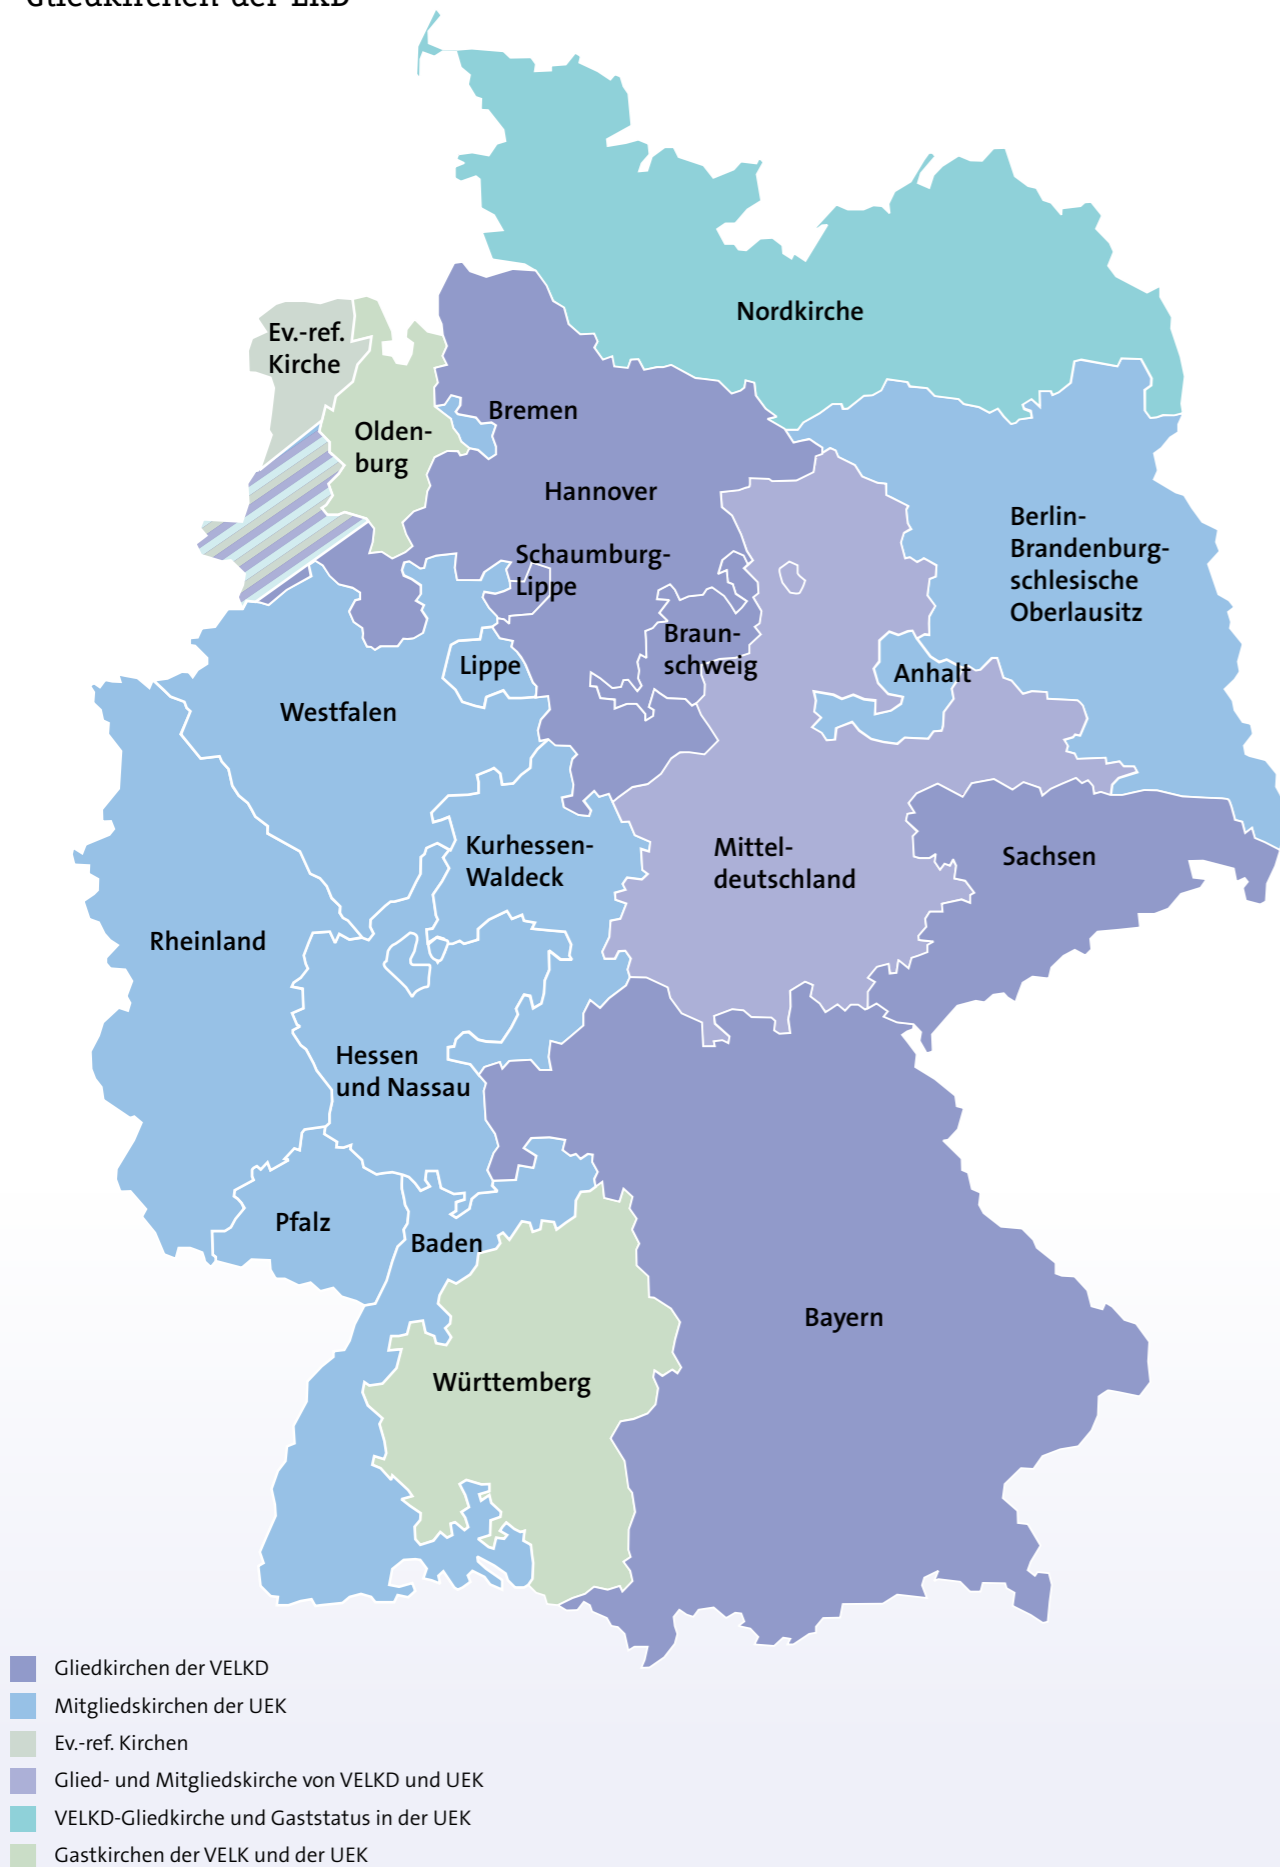 Gliedkirchen der EKD
Nordkirche
Ev.-ref.
Kirche
Bremen
Olden-
burg
Hannover
Berlin-
Brandenburg-
schlesische
Oberlausitz
Schaumburg-
Lippe
Braun-
schweig
Lippe
Anhalt
Westfalen
Kurhessen-
Waldeck
Mittel-
deutschland
Sachsen
Rheinland
Hessen
und Nassau
Pfalz
Baden
Bayern
Württemberg
Gliedkirchen der VELKD
Mitgliedskirchen der UEK
Ev.-ref. Kirchen
Glied- und Mitgliedskirche von VELKD und UEK
VELKD-Gliedkirche und Gaststatus in der UEK
Gastkirchen der VELK und der UEK